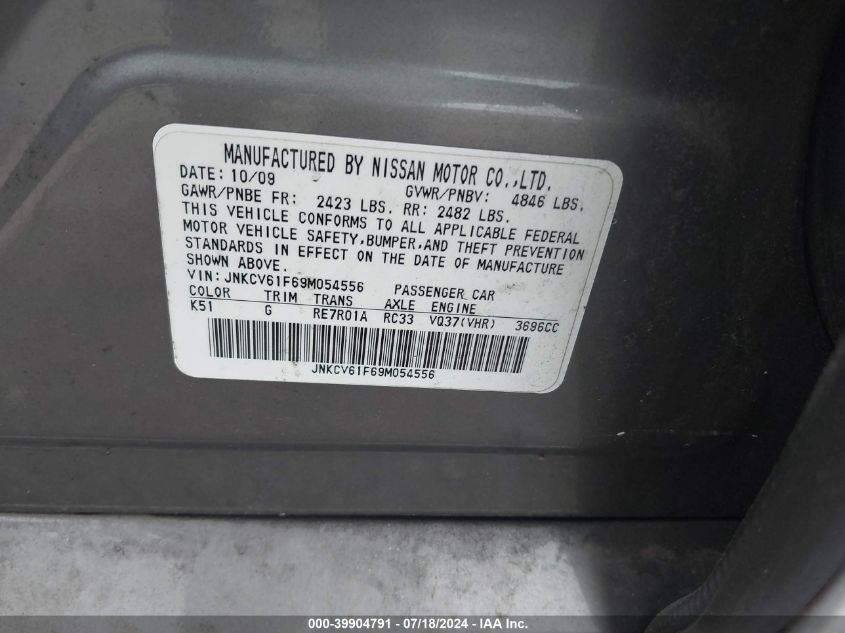 MANUFACTURED BY NISSAN MOTOR CO.,LTD.
DATE: 10/09 GVWR/PNBV: 4846 LBS.
GAWR/PNBE FR: 2423 LBS. RR: 2482 LBS.
THIS VEHICLE CONFORMS TO ALL APPLICABLE FEDERAL
MOTOR VEHICLE SAFETY,BUMPER,AND THEFT PREVENTION
STANDARDS IN EFFECT ON THE DATE OF MANUFACTURE
SHOWN ABOVE.
VIN: JNKCV61F69M054556 PASSENGER CAR
COLOR TRIM TRANS AXLE ENGINE
K51 G RE7R01A RC33 VQ37(VHR) 3696CC
JNKCV61F69M054556
000-39904791 - 07/18/2024 - IAAI.com